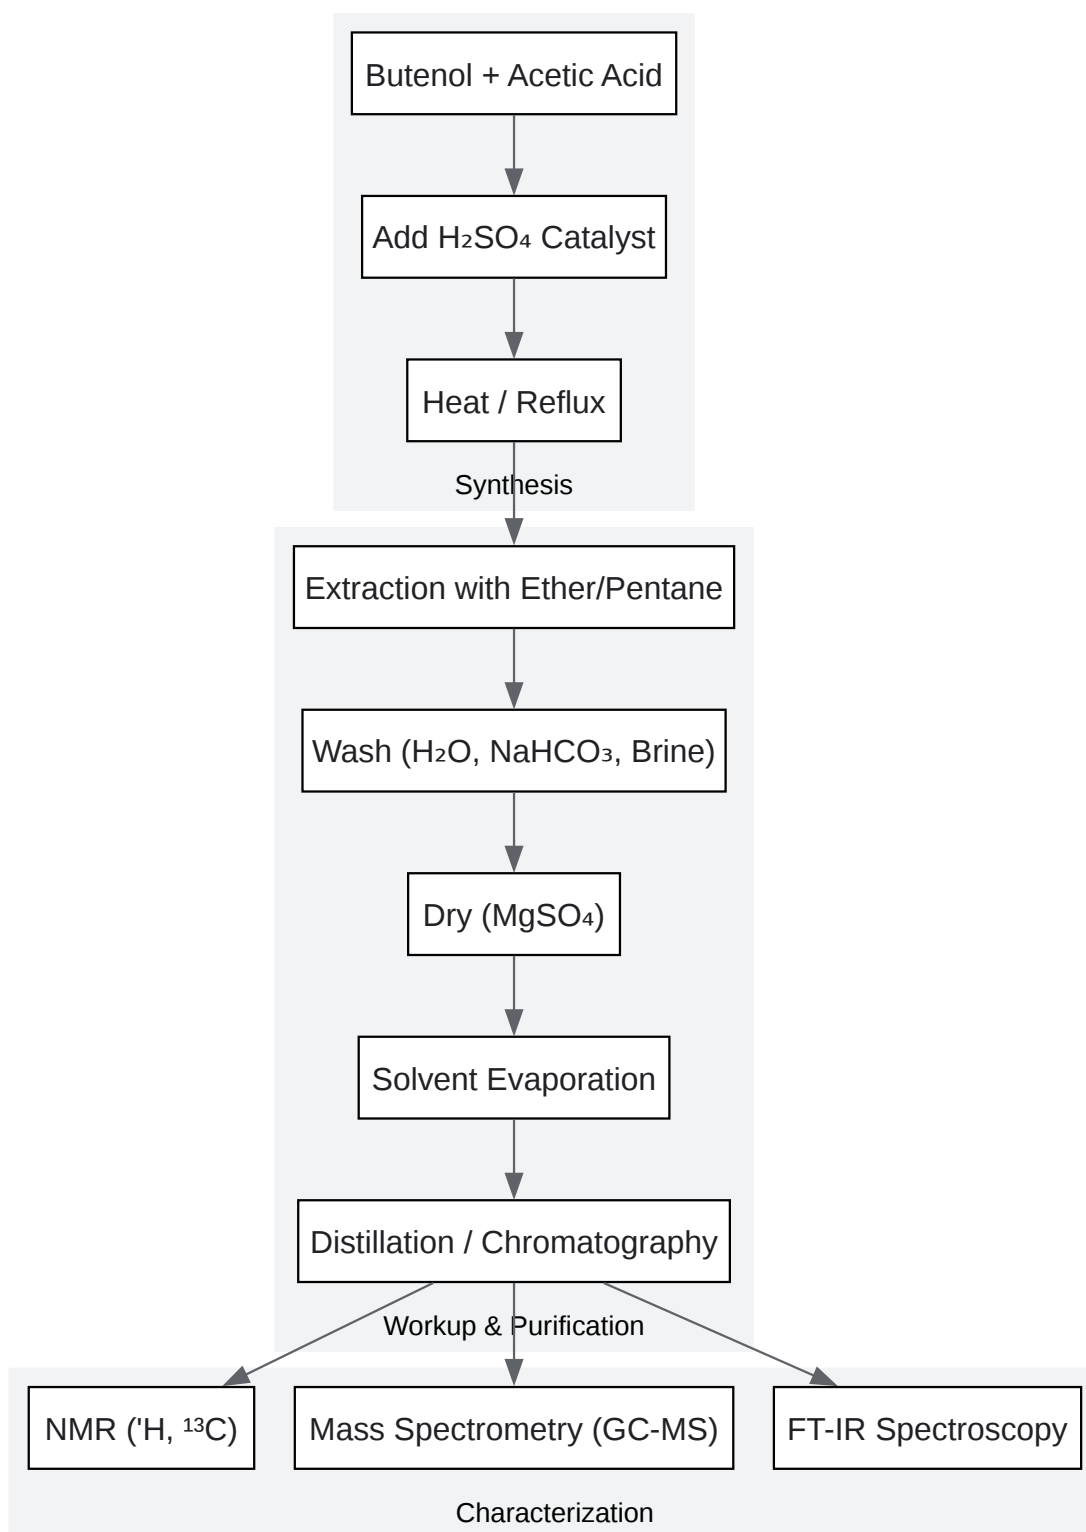 Butenol + Acetic Acid
Add H₂SO₄ Catalyst
Heat / Reflux
Synthesis
Extraction with Ether/Pentane
Wash (H₂O, NaHCO₃, Brine)
Dry (MgSO₄)
Solvent Evaporation
Distillation / Chromatography
Workup & Purification
NMR ('H, ¹³C)
Mass Spectrometry (GC-MS)
FT-IR Spectroscopy
Characterization